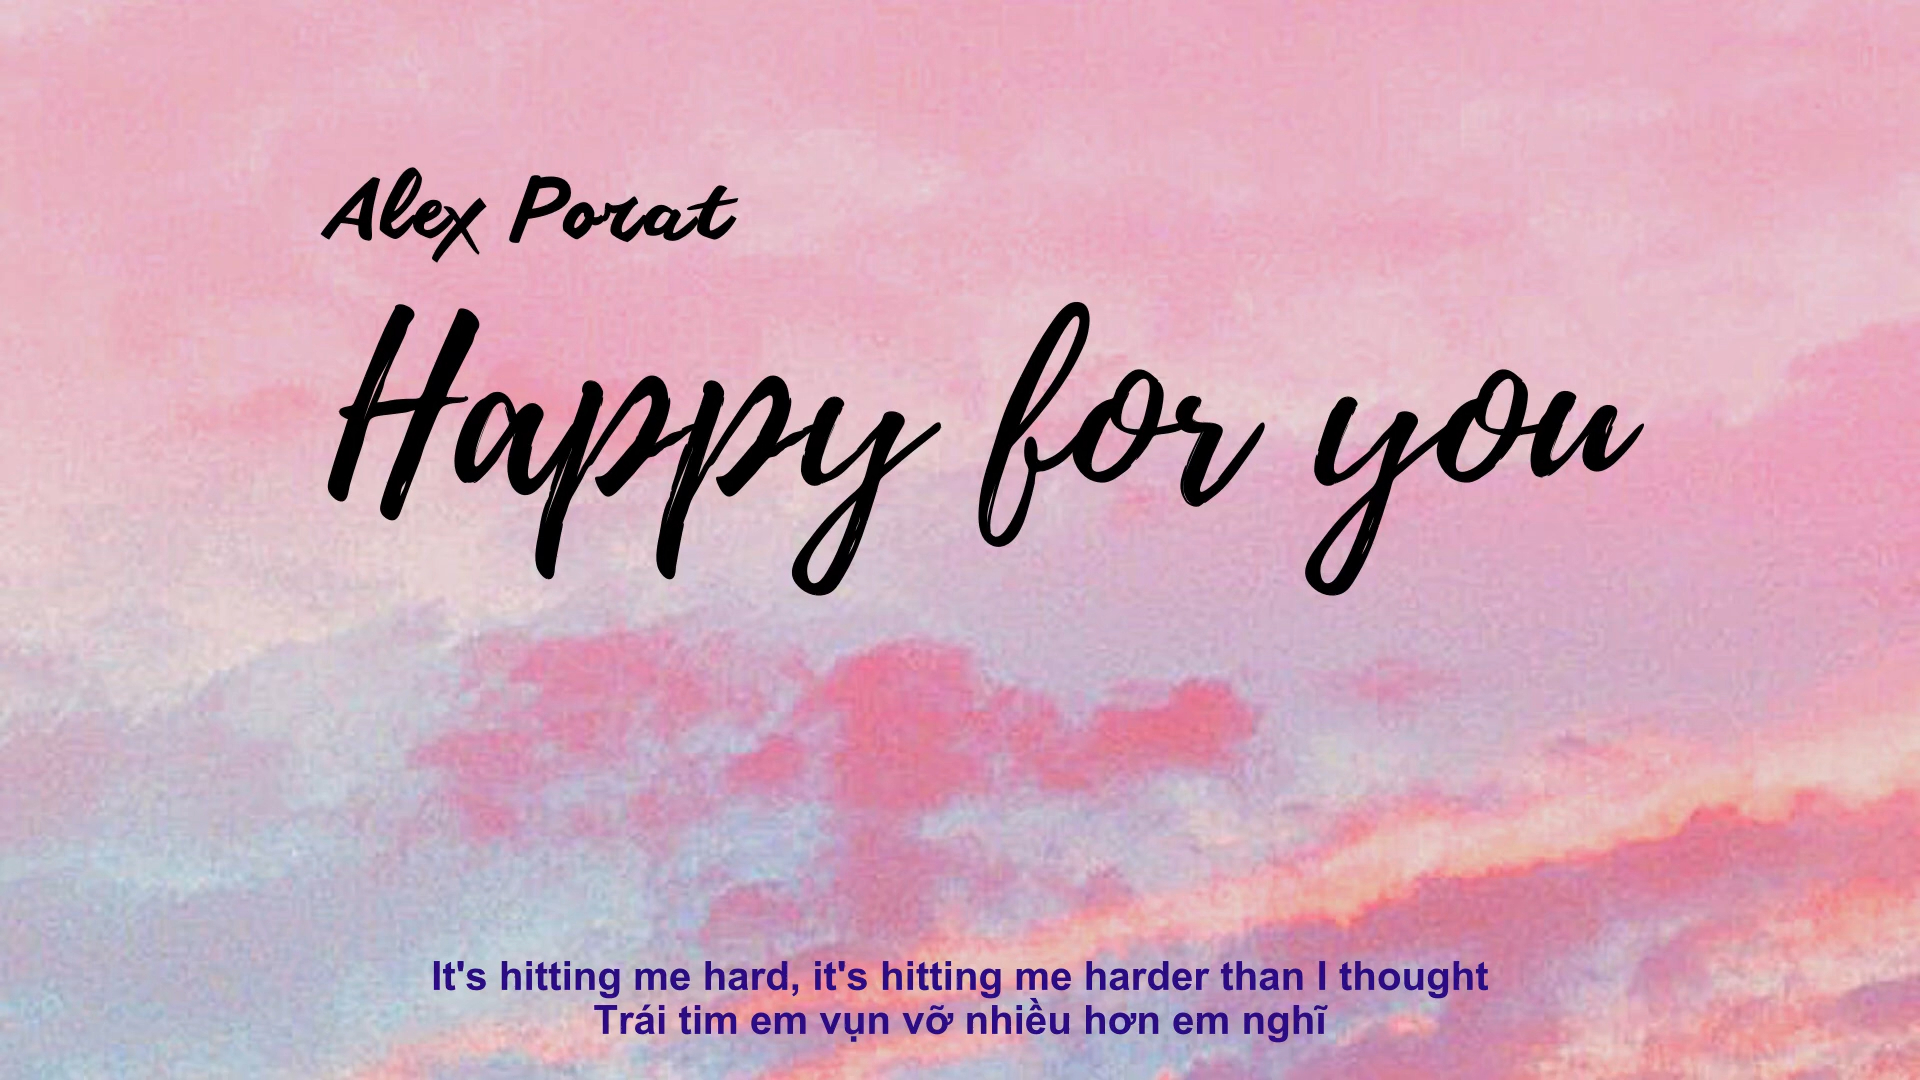 Alex Porat
Happy for you
It's hitting me hard, it's hitting me harder than I thought
Trái tim em vụn vỡ nhiều hơn em nghĩ